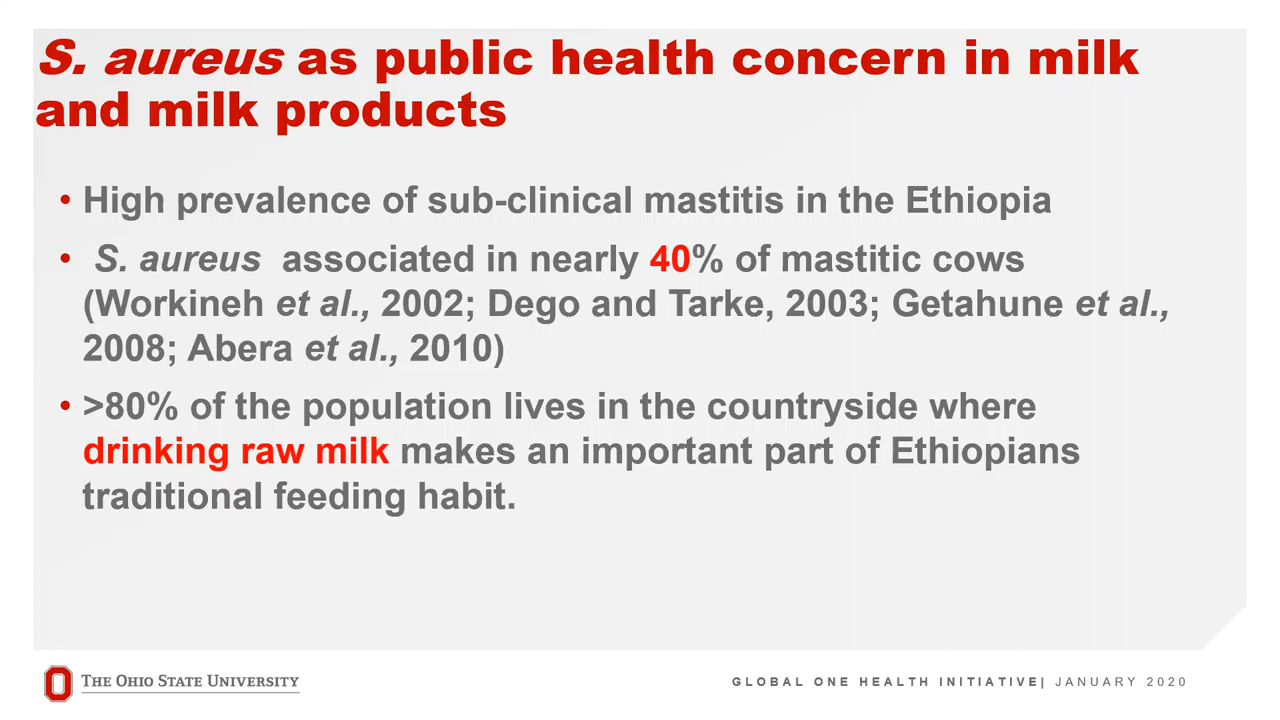 S. aureus as public health concern in milk
and milk products
• High prevalence of sub-clinical mastitis in the Ethiopia
• S. aureus associated in nearly 40% of mastitic cows
(Workineh et al., 2002; Dego and Tarke, 2003; Getahune et al.,
2008; Abera et al., 2010)
• >80% of the population lives in the countryside where
drinking raw milk makes an important part of Ethiopians
traditional feeding habit.
THE OHIO STATE UNIVERSITY
GLOBAL ONE HEALTH INITIATIVE| JANUARY 2020